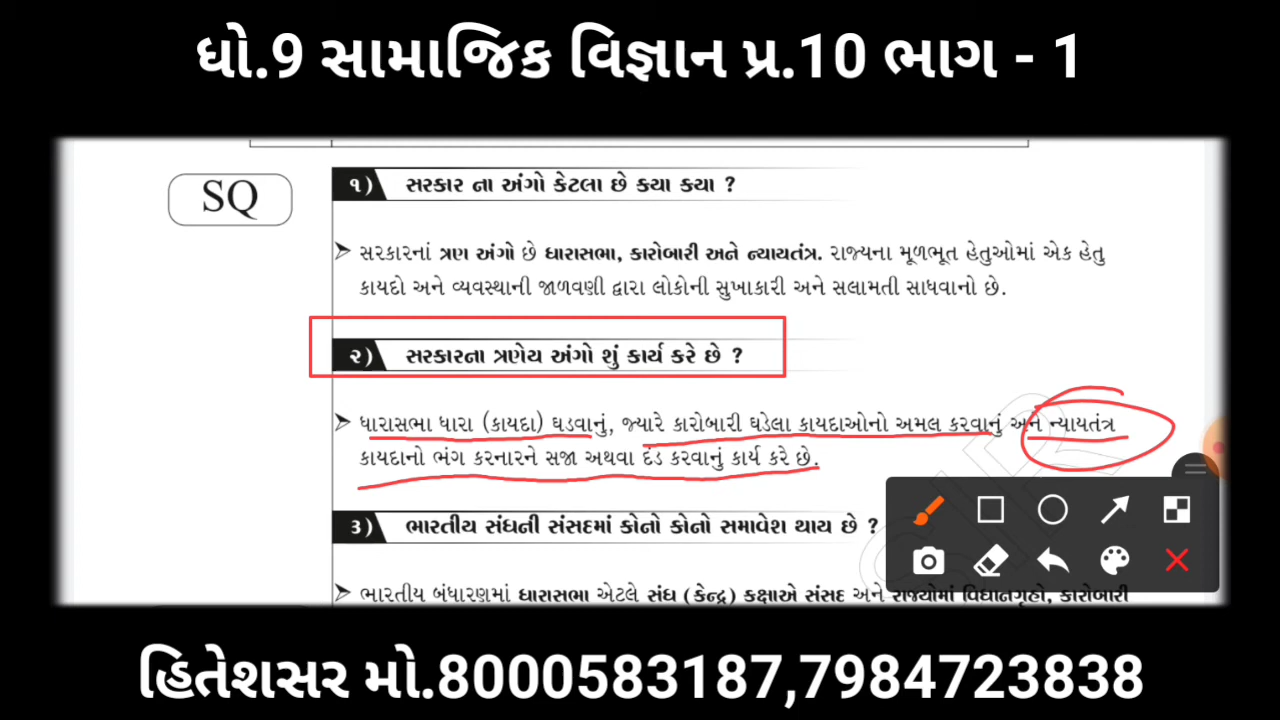 ધો.9 સામાજિક વિજ્ઞાન પ્ર.10 ભાગ - 1
SQ
૧) સરકાર ના અંગો કેટલા છે કયા કયા ?
➤ સરકારનાં ત્રણ અંગો છે ધારાસભા, કારોબારી અને ન્યાયતંત્ર. રાજ્યના મૂળભૂત હેતુઓમાં એક હેતુ
કાયદો અને વ્યવસ્થાની જાળવણી દ્વારા લોકોની સુખાકારી અને સલામતી સાધવાનો છે.
૨) સરકારના ત્રણેય અંગો શું કાર્ય કરે છે ?
➤ ધારાસભા ધારા (કાયદા) ઘડવાનું, જ્યારે કારોબારી ઘડેલા કાયદાઓનો અમલ કરવાનું અને ન્યાયતંત્ર
કાયદાનો ભંગ કરનારને સજા અથવા દંડ કરવાનું કાર્ય કરે છે.
૩) ભારતીય સંઘની સંસદમાં કોનો કોનો સમાવેશ થાય છે ?
➤ ભારતીય બંધારણમાં ધારાસભા એટલે સંઘ (કેન્દ્ર) કક્ષાએ સંસદ અને રાજ્યોમાં વિધાનગૃહો, કારોબારી
હિતેશસર મો.8000583187,7984723838